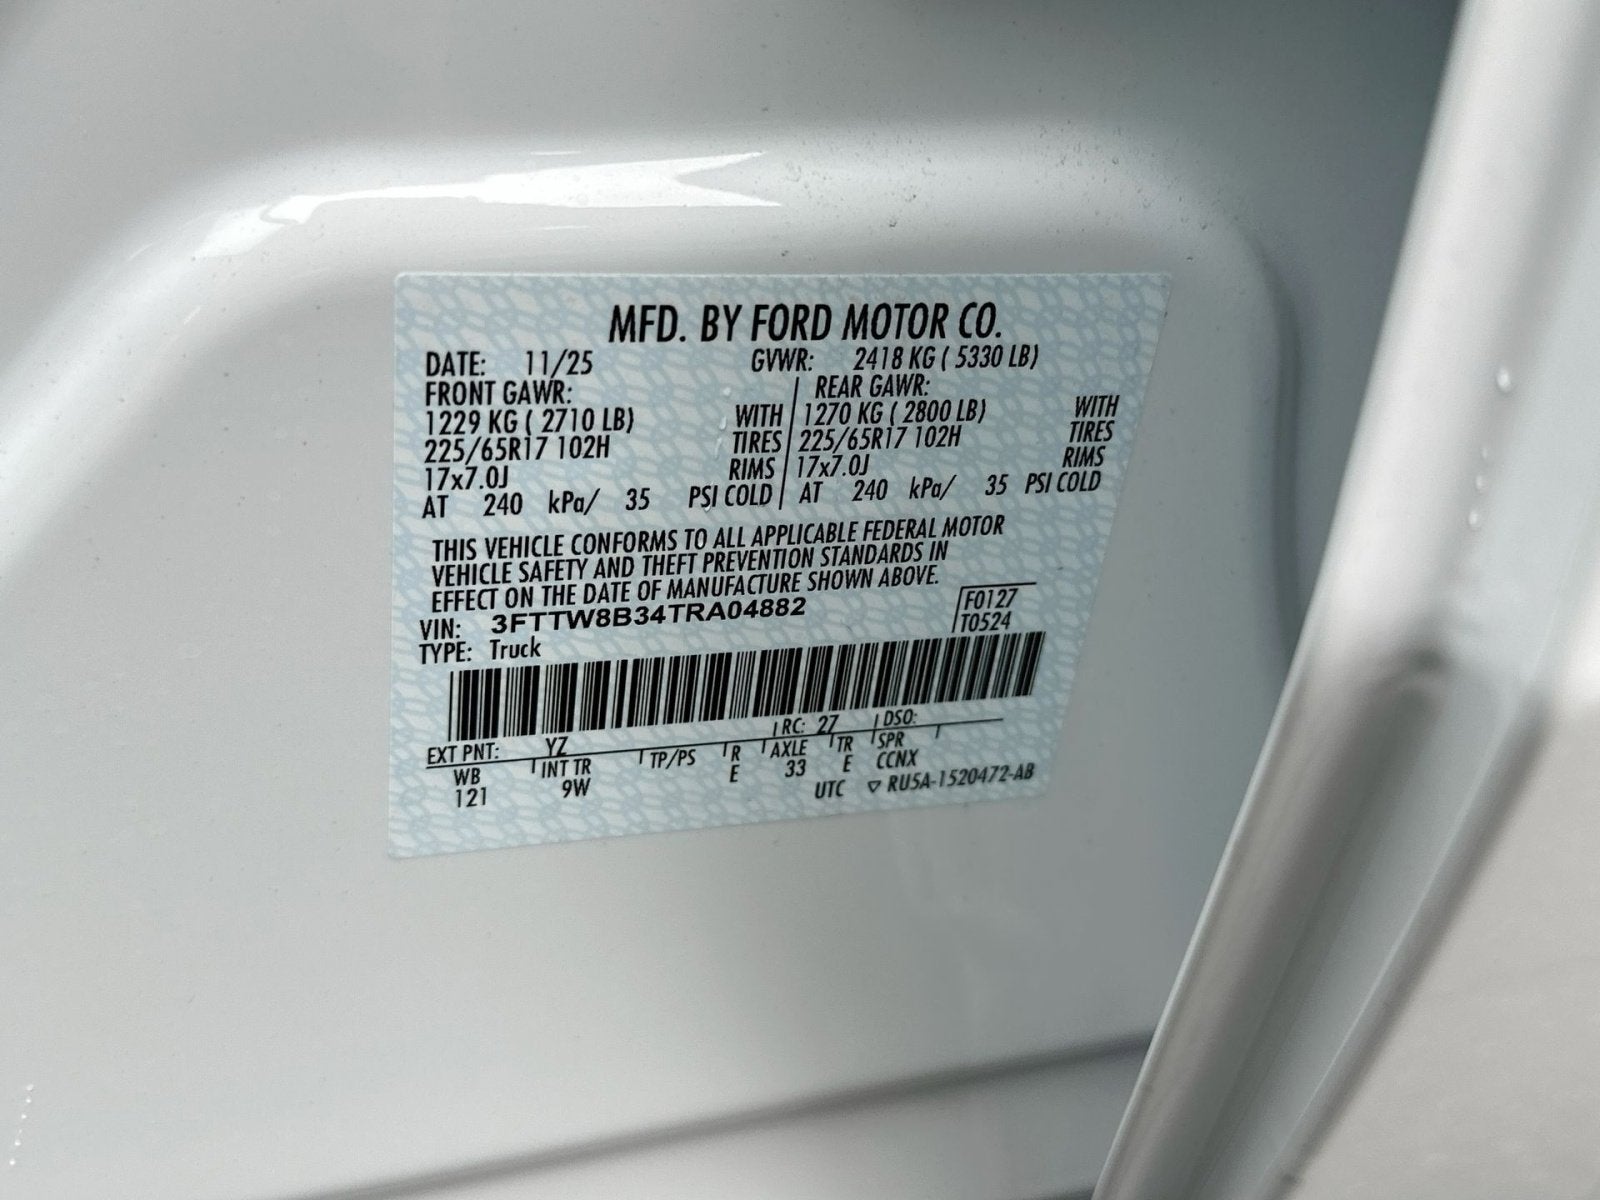 MFD. BY FORD MOTOR CO.
DATE: 11/25 GVWR: 2418 KG ( 5330 LB)
FRONT GAWR: REAR GAWR:
1229 KG ( 2710 LB) WITH 1270 KG ( 2800 LB) WITH
225/65R17 102H TIRES 225/65R17 102H TIRES
17x7.0J RIMS 17x7.0J RIMS
AT 240 kPa/ 35 PSI COLD AT 240 kPa/ 35 PSI COLD
THIS VEHICLE CONFORMS TO ALL APPLICABLE FEDERAL MOTOR
VEHICLE SAFETY AND THEFT PREVENTION STANDARDS IN
EFFECT ON THE DATE OF MANUFACTURE SHOWN ABOVE.
VIN: 3FTTW8B34TRA04882 F0127
TYPE: Truck T0524
EXT PNT: YZ RC: 27 DSO:
WB INT TR TP/PS R AXLE TR SPR
121 9W E 33 E CCNX
UTC ▽ RU5A-1520472-AB